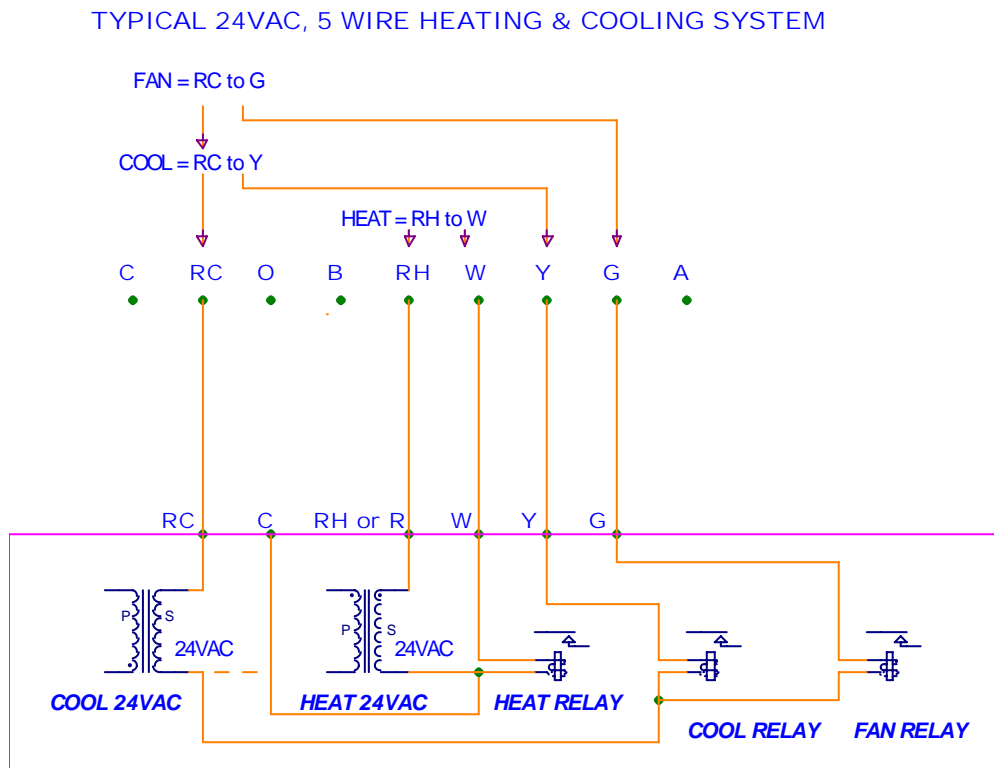 TYPICAL 24VAC, 5 WIRE HEATING & COOLING SYSTEM
FAN = RC to G
COOL = RC to Y
HEAT = RH to W
C RC O B RH W Y G A
RC C RH or R W Y G
P S P S
24VAC 24VAC
COOL 24VAC HEAT 24VAC HEAT RELAY
COOL RELAY FAN RELAY